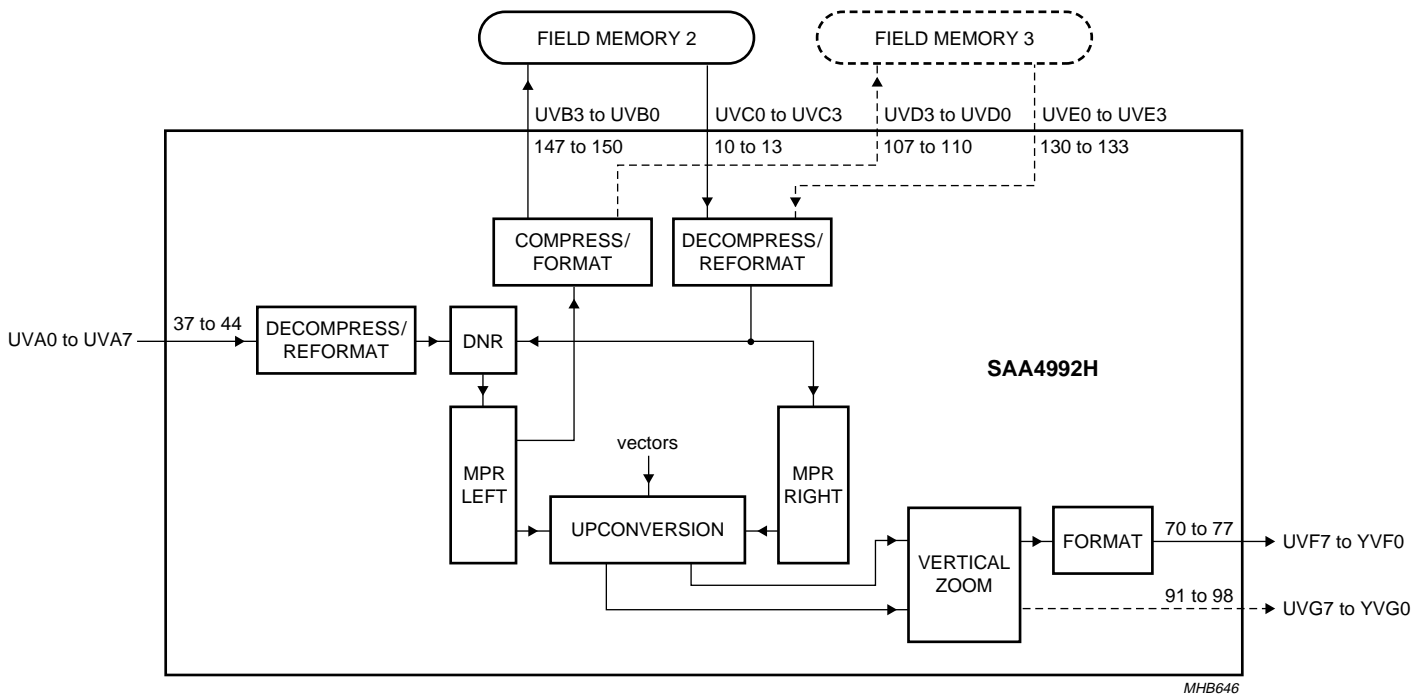 FIELD MEMORY 2
FIELD MEMORY 3
UVB3 to UVB0
UVC0 to UVC3
UVD3 to UVD0
UVE0 to UVE3
147 to 150
10 to 13
107 to 110
130 to 133
COMPRESS/
FORMAT
DECOMPRESS/
REFORMAT
UVA0 to UVA7
37 to 44
DECOMPRESS/
REFORMAT
DNR
SAA4992H
MPR
LEFT
vectors
MPR
RIGHT
UPCONVERSION
VERTICAL
ZOOM
FORMAT
70 to 77
UVF7 to YVF0
91 to 98
UVG7 to YVG0
MHB646